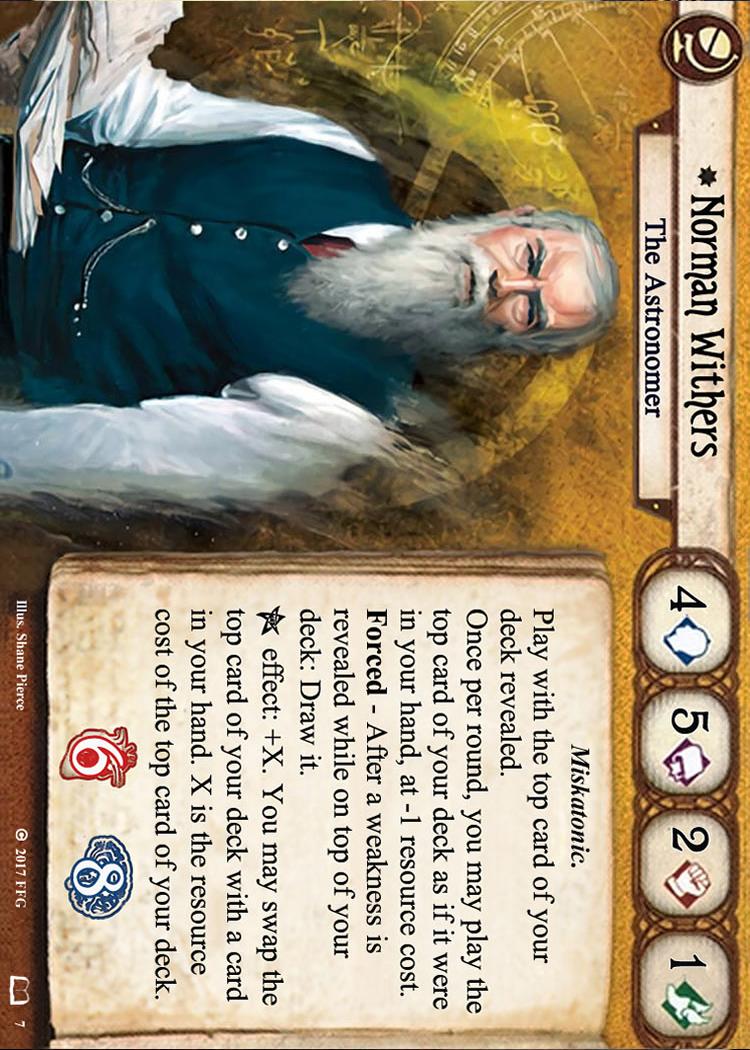 Norman Withers
The Astronomer
4 5 2 1
Miskatonic.
Play with the top card of your
deck revealed.
Once per round, you may play the
top card of your deck as if it were
in your hand, at -1 resource cost.
Forced - After a weakness is
revealed while on top of your
deck: Draw it.
effect: +X. You may swap the
top card of your deck with a card
in your hand. X is the resource
cost of the top card of your deck.
6 8
Illus. Shane Pierce
© 2017 FFG
7